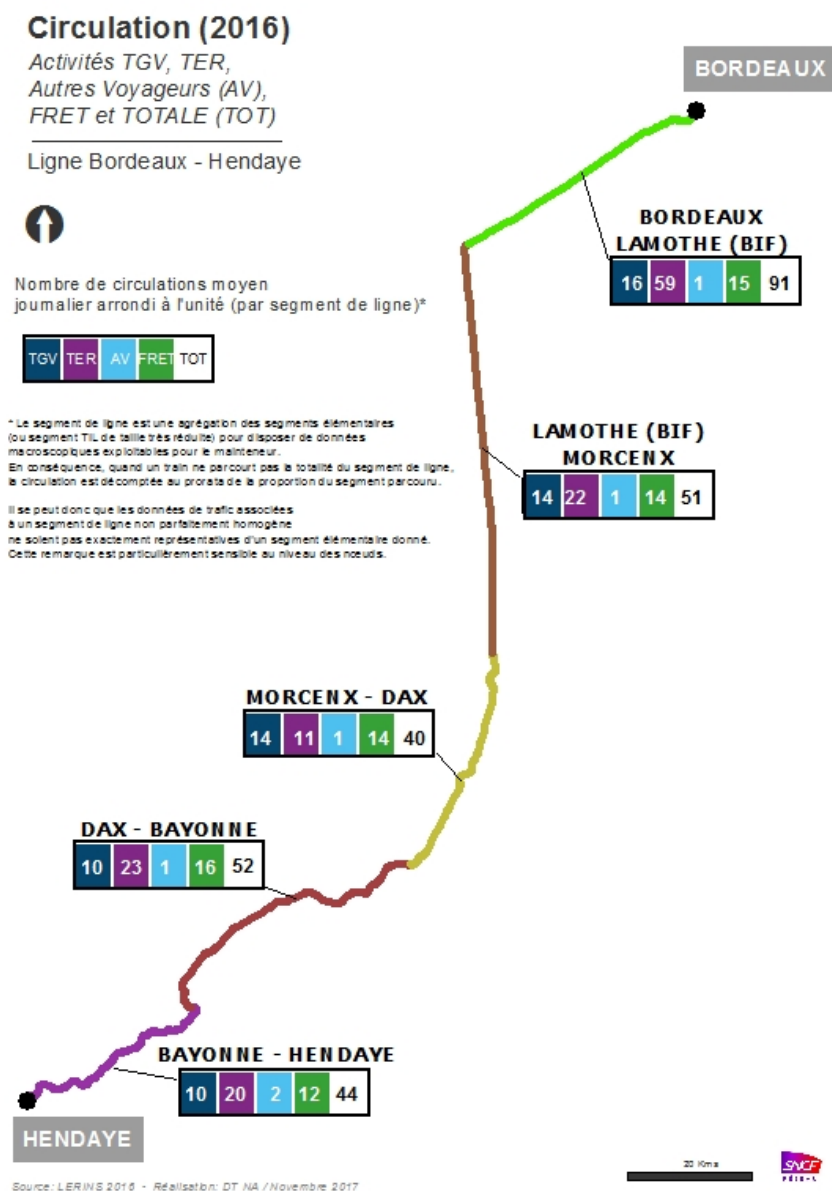 Circulation (2016)
Activités TGV, TER,
Autres Voyageurs (AV),
FRET et TOTALE (TOT)
Ligne Bordeaux - Hendaye
Nombre de circulations moyen
journalier arrondi à l'unité (par segment de ligne)*
TGV TER AV FRET TOT
* Le segment de ligne est une agrégation des segments élémentaires
(ou segment TIL de taille très réduite) pour disposer de données
macroscopiques exploitables pour le mainteneur.
En conséquence, quand un train ne parcourt pas la totalité du segment de ligne,
la circulation est décomptée au prorata de la proportion du segment parcouru.
Il se peut donc que les données de trafic associées
à un segment de ligne non parfaitement homogène
ne soient pas exactement représentatives d'un segment élémentaire donné.
Cette remarque est particulièrement sensible au niveau des nœuds.
BORDEAUX
BORDEAUX
LAMOTHE (BIF)
16 59 1 15 91
LAMOTHE (BIF)
MORCENX
14 22 1 14 51
MORCENX - DAX
14 11 1 14 40
DAX - BAYONNE
10 23 1 16 52
BAYONNE - HENDAYE
10 20 2 12 44
HENDAYE
20 Kms
SNCF
RÉSEAU
Source: LERINS 2016 - Réalisation: DT NA / Novembre 2017